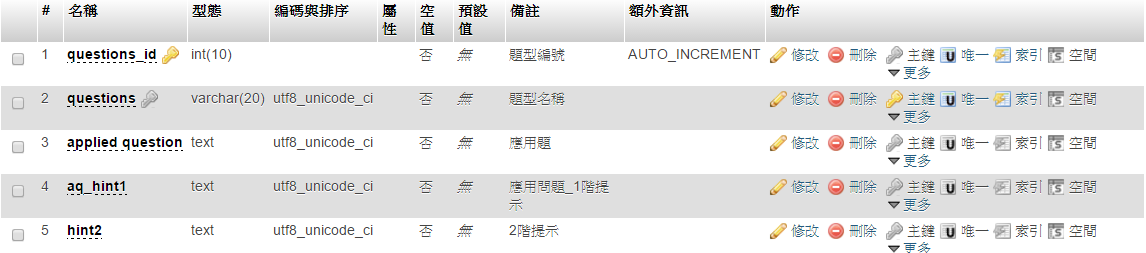 # 名稱 型態 編碼與排序 屬性 空值 預設值 備註 額外資訊 動作
1 questions_id int(10) 否 無 題型編號 AUTO_INCREMENT 修改 刪除 主鍵 U 唯一 索引 S 空間
更多
2 questions varchar(20) utf8_unicode_ci 否 無 題型名稱 修改 刪除 主鍵 U 唯一 索引 S 空間
更多
3 applied question text utf8_unicode_ci 否 無 應用題 修改 刪除 主鍵 U 唯一 索引 S 空間
更多
4 aq_hint1 text utf8_unicode_ci 否 無 應用問題_1階提示 修改 刪除 主鍵 U 唯一 索引 S 空間
更多
5 hint2 text utf8_unicode_ci 否 無 2階提示 修改 刪除 主鍵 U 唯一 索引 S 空間
更多